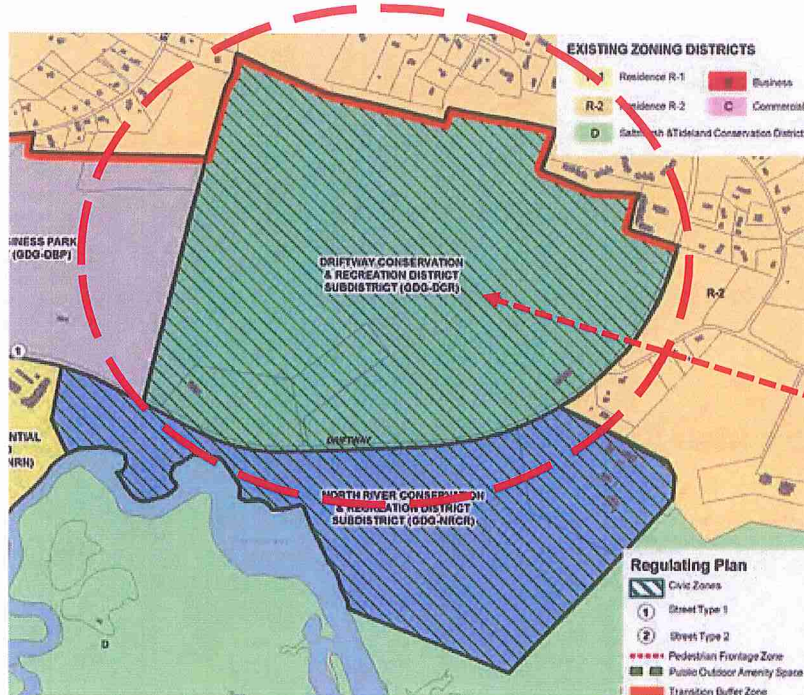 EXISTING ZONING DISTRICTS
-1 Residence R-1
Business
R-2 Residence R-2
C Commercial
D Saltmarsh & Tideland Conservation District
SINESS PARK
(GDG-DBP)
DRIFTWAY CONSERVATION
& RECREATION DISTRICT
SUBDISTRICT (GDG-DCR)
R-2
1
NTIAL
NRN)
DRIFTWAY
NORTH RIVER CONSERVATION
& RECREATION DISTRICT
SUBDISTRICT (GDG-NRCR)
D
Regulating Plan
Civic Zones
1 Street Type 1
2 Street Type 2
Pedestrian Frontage Zone
Public Outdoor Amenity Space
Transition Buffer Zone